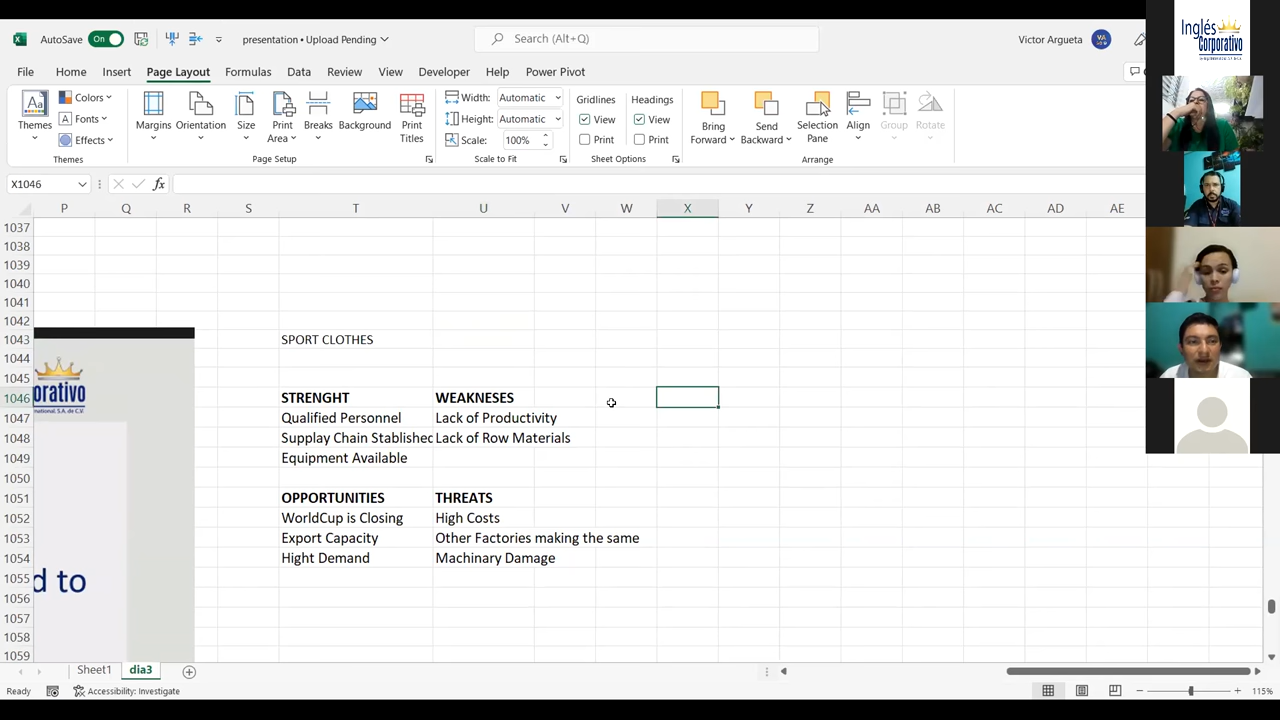 AutoSave On presentation • Upload Pending Search (Alt+Q) Victor Argueta VA
File Home Insert Page Layout Formulas Data Review View Developer Help Power Pivot
Themes Colors Fonts Effects Margins Orientation Size Print Area Breaks Background Print Titles Width: Automatic Height: Automatic Scale: 100% Gridlines View Print Headings View Print Bring Forward Send Backward Selection Pane Align Group Rotate
Themes Page Setup Scale to Fit Sheet Options Arrange
X1046 fx
P Q R S T U V W X Y Z AA AB AC AD AE
1037
1038
1039
1040
1041
1042
1043 SPORT CLOTHES
1044
1045
1046 STRENGHT WEAKNESES
1047 Qualified Personnel Lack of Productivity
1048 Supplay Chain Stablished Lack of Row Materials
1049 Equipment Available
1050
1051 OPPORTUNITIES THREATS
1052 WorldCup is Closing High Costs
1053 Export Capacity Other Factories making the same
1054 Hight Demand Machinary Damage
1055
1056
1057
1058
1059
orativo
d to
Sheet1 dia3
Ready Accessibility: Investigate 115%
Inglés
Corporativo